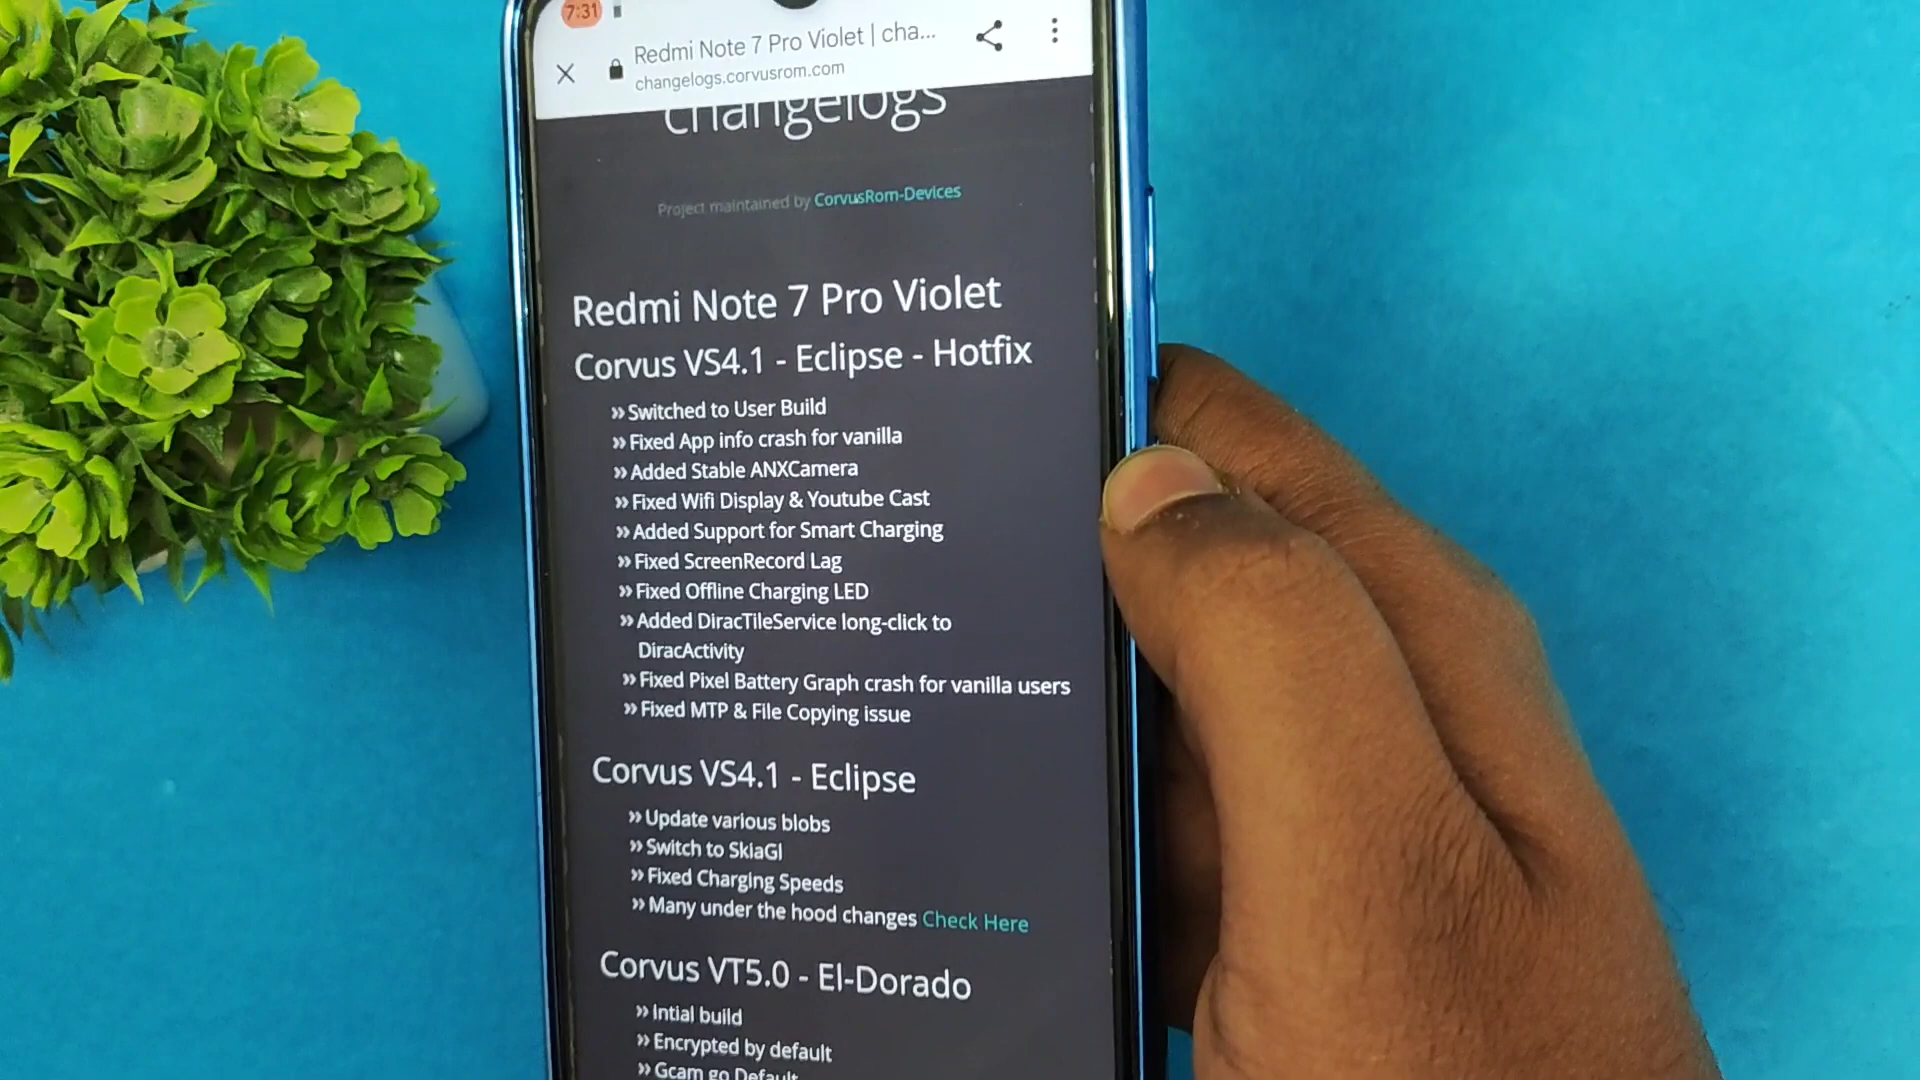 7:31
Redmi Note 7 Pro Violet | cha...
changelogs.corvusrom.com
changelogs
Project maintained by CorvusRom-Devices
Redmi Note 7 Pro Violet
Corvus VS4.1 - Eclipse - Hotfix
» Switched to User Build
» Fixed App info crash for vanilla
» Added Stable ANXCamera
» Fixed Wifi Display & Youtube Cast
» Added Support for Smart Charging
» Fixed ScreenRecord Lag
» Fixed Offline Charging LED
» Added DiracTileService long-click to
DiracActivity
» Fixed Pixel Battery Graph crash for vanilla users
» Fixed MTP & File Copying issue
Corvus VS4.1 - Eclipse
» Update various blobs
» Switch to SkiaGl
» Fixed Charging Speeds
» Many under the hood changes Check Here
Corvus VT5.0 - El-Dorado
» Intial build
» Encrypted by default
» Gcam go Default